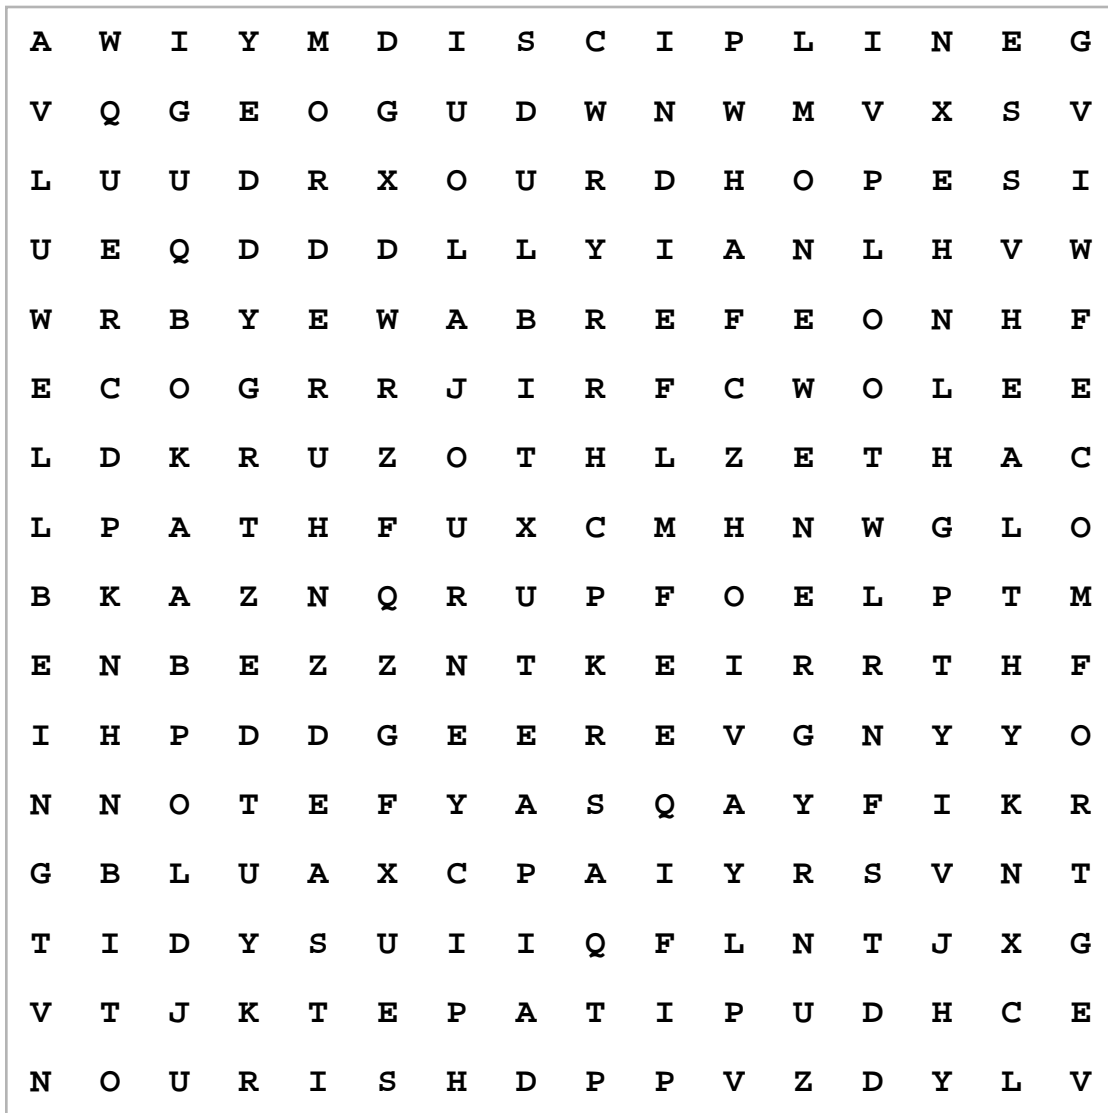 A W I Y M D I S C I P L I N E G
V Q G E O G U D W N W M V X S V
L U U D R X O U R D H O P E S I
U E Q D D D L L Y I A N L H V W
W R B Y E W A B R E F E O N H F
E C O G R R J I R F C W O L E E
L D K R U Z O T H L Z E T H A C
L P A T H F U X C M H N W G L O
B K A Z N Q R U P F O E L P T M
E N B E Z Z N T K E I R R T H F
I H P D D G E E R E V G N Y Y O
N N O T E F Y A S Q A Y F I K R
G B L U A X C P A I Y R S V N T
T I D Y S U I I Q F L N T J X G
V T J K T E P A T I P U D H C E
N O U R I S H D P P V Z D Y L V